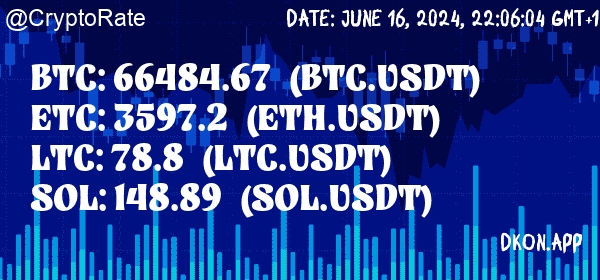 @CryptoRate
DATE: JUNE 16, 2024, 22:06:04 GMT+1
BTC: 66484.67 (BTC.USDT)
ETC: 3597.2 (ETH.USDT)
LTC: 78.8 (LTC.USDT)
SOL: 148.89 (SOL.USDT)
DKON.APP